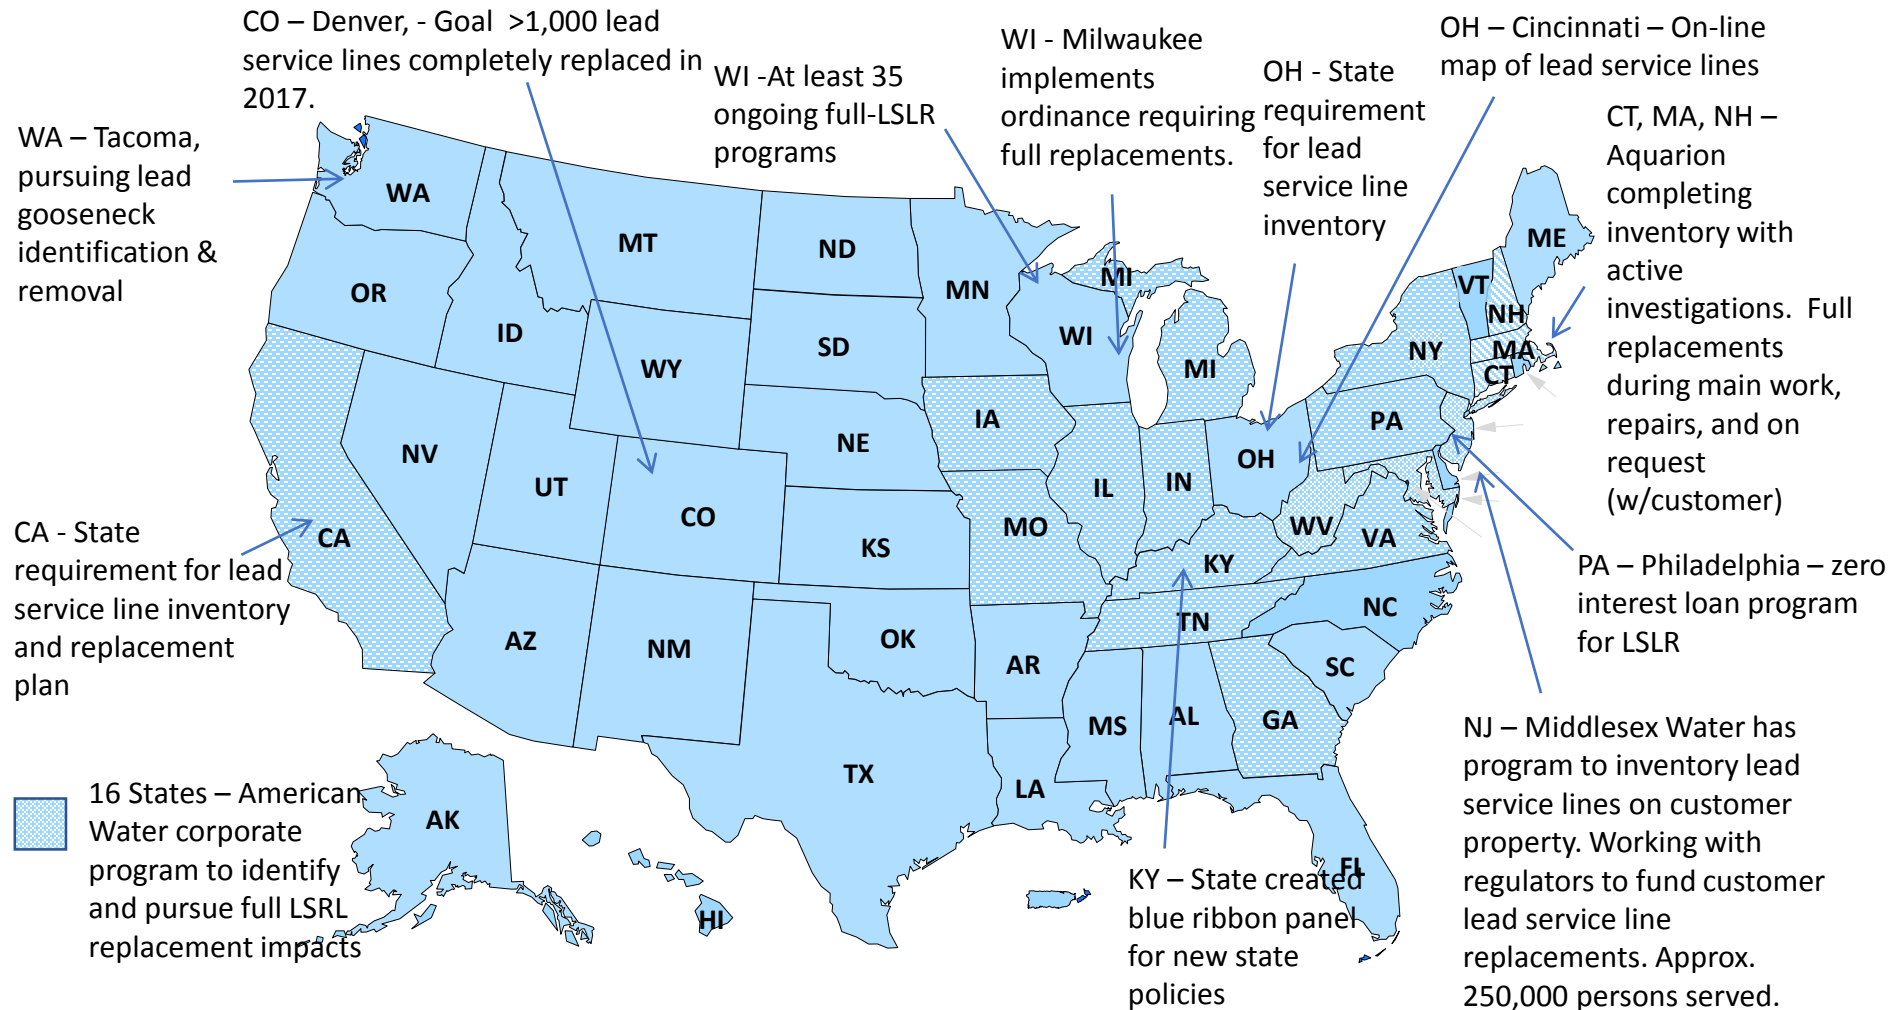 CO – Denver, - Goal >1,000 lead
service lines completely replaced in
2017.
WI -At least 35
ongoing full-LSLR
programs
WI - Milwaukee
implements
ordinance requiring
full replacements.
OH - State
requirement
for lead
service line
inventory
OH – Cincinnati – On-line
map of lead service lines
WA – Tacoma,
pursuing lead
gooseneck
identification &
removal
CT, MA, NH –
Aquarion
completing
inventory with
active
investigations. Full
replacements
during main work,
repairs, and on
request
(w/customer)
CA - State
requirement for lead
service line inventory
and replacement
plan
PA – Philadelphia – zero
interest loan program
for LSLR
NJ – Middlesex Water has
program to inventory lead
service lines on customer
property. Working with
regulators to fund customer
lead service line
replacements. Approx.
250,000 persons served.
KY – State created
blue ribbon panel
for new state
policies
16 States – American
Water corporate
program to identify
and pursue full LSRL
replacement impacts
WA
OR
ID
MT
ND
MN
MI
WI
SD
WY
MI
NY
VT
ME
NH
MA
CT
IA
PA
NE
NV
UT
CO
IL
IN
OH
WV
VA
CA
KS
MO
KY
NC
TN
AZ
NM
OK
AR
SC
MS
AL
GA
TX
LA
FL
AK
HI